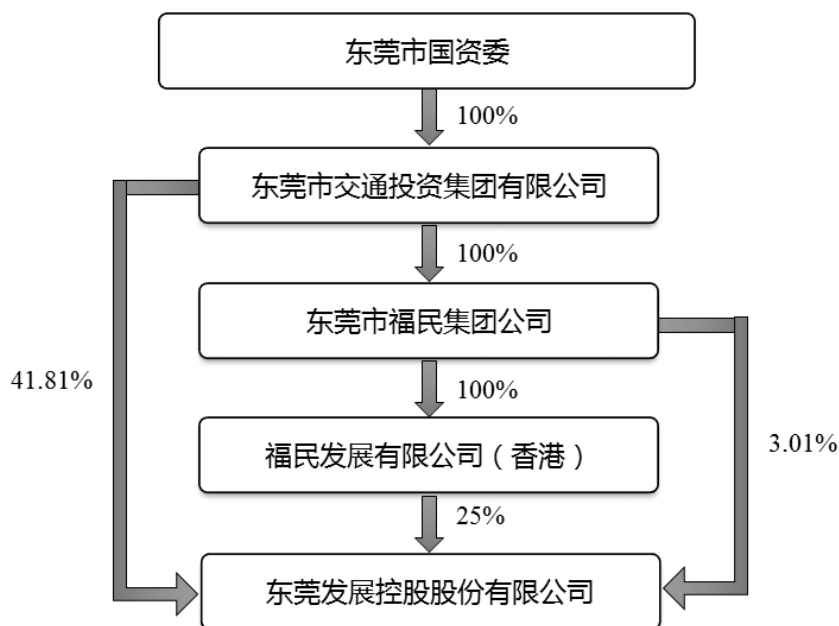 东莞市国资委
100%
东莞市交通投资集团有限公司
100%
东莞市福民集团公司
41.81%
100%
3.01%
福民发展有限公司（香港）
25%
东莞发展控股股份有限公司